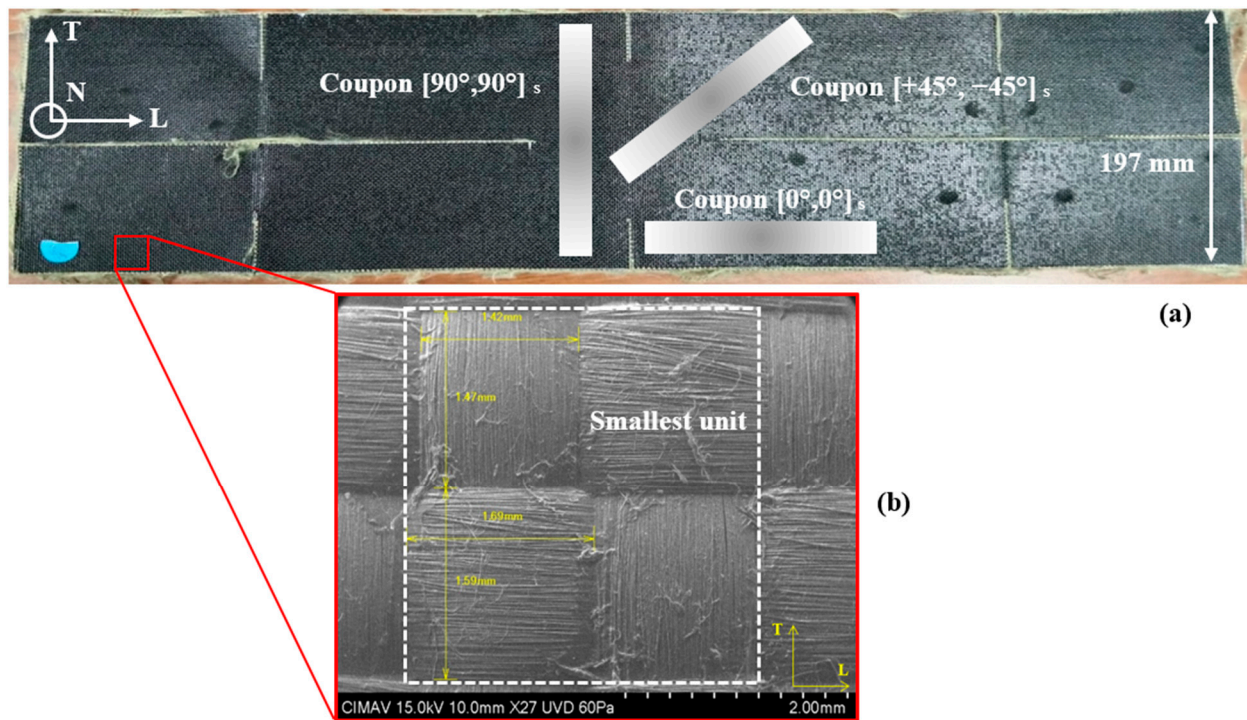 T
N
L
Coupon [90°,90°] s
Coupon [+45°, −45°] s
197 mm
Coupon [0°,0°] s
(a)
1.42mm
1.47mm
Smallest unit
(b)
1.69mm
1.59mm
T
L
CIMAV 15.0kV 10.0mm X27 UVD 60Pa 2.00mm